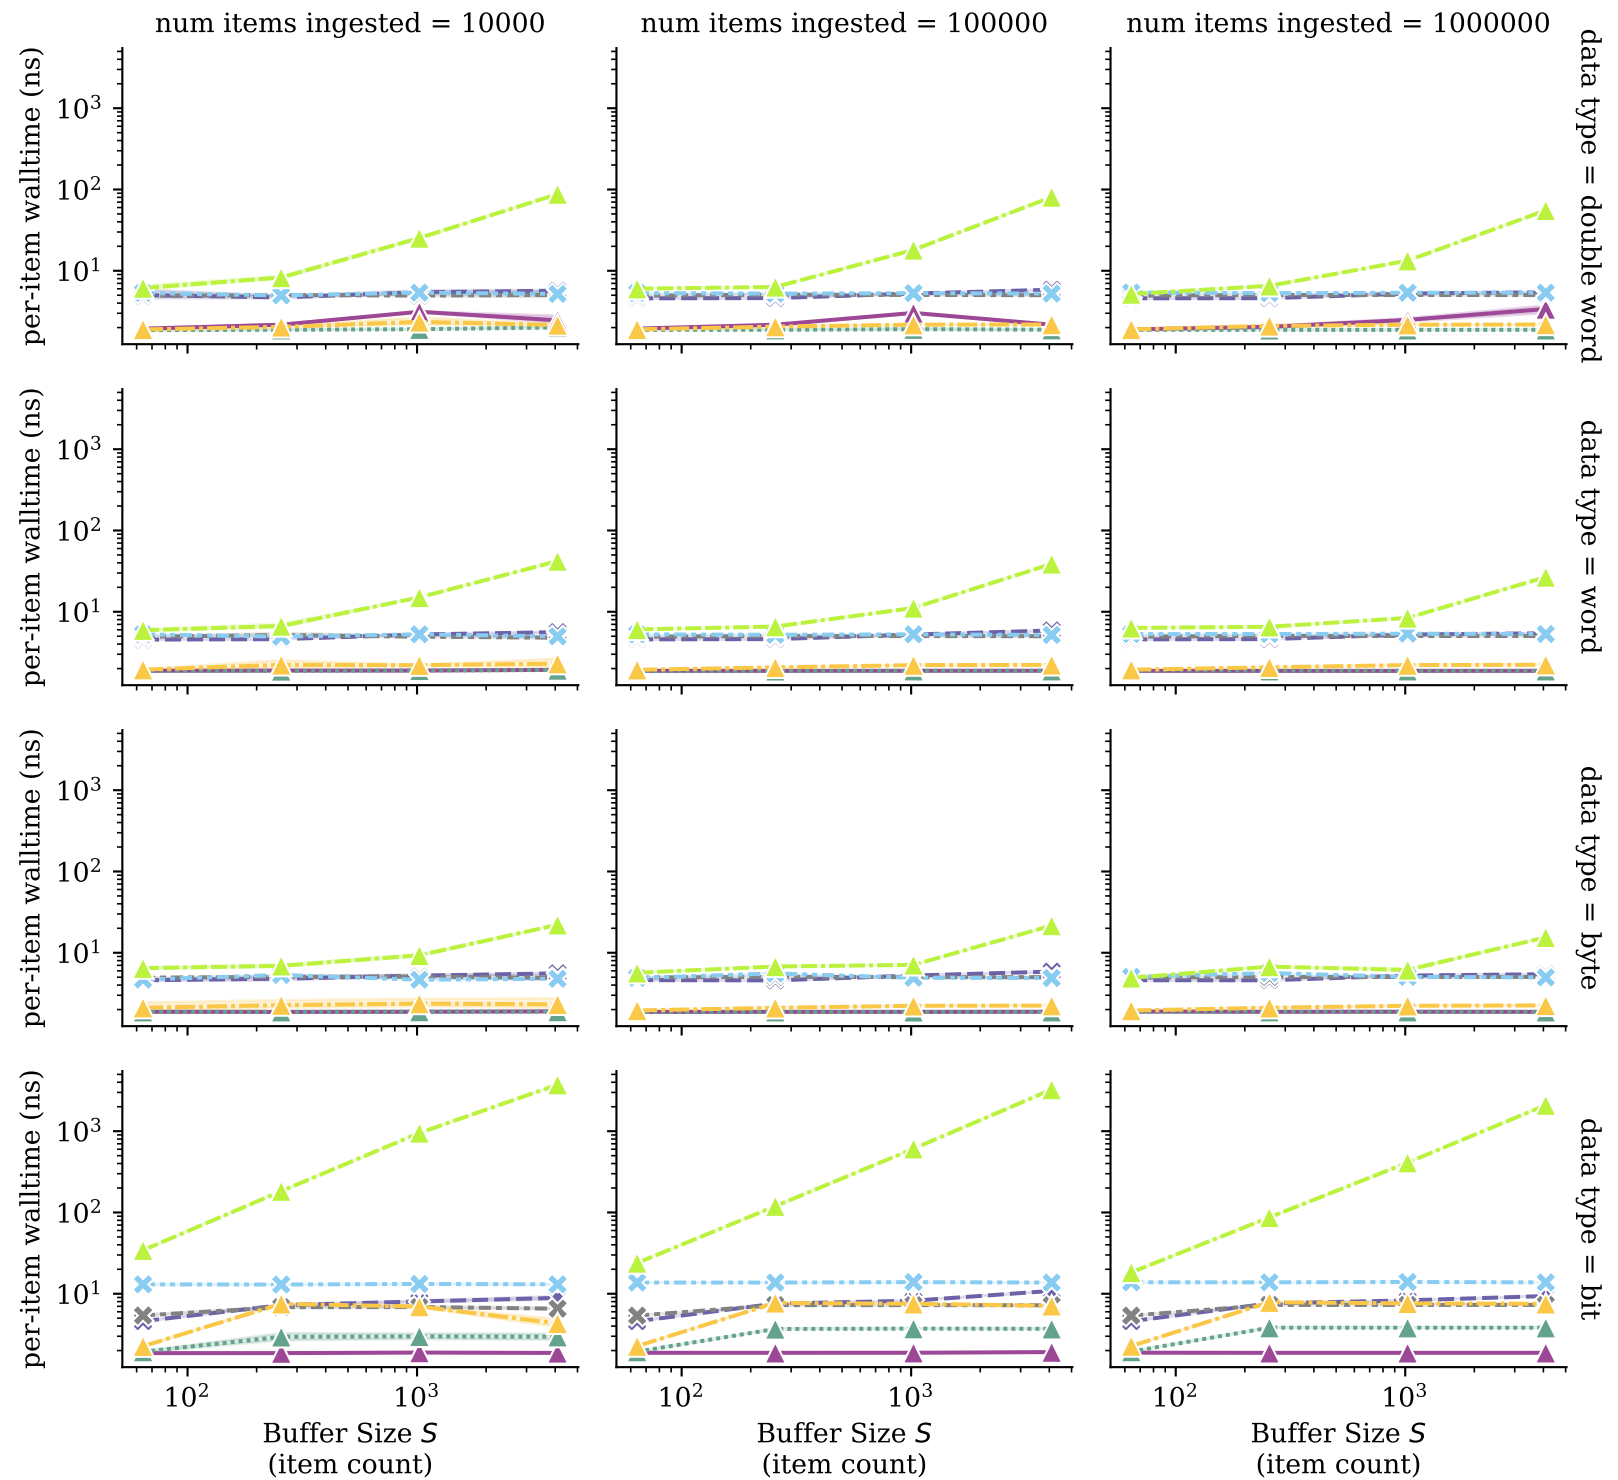 num items ingested = 10000
num items ingested = 100000
num items ingested = 1000000
per-item walltime (ns)
10³
10²
10¹
data type = double word
per-item walltime (ns)
10³
10²
10¹
data type = word
per-item walltime (ns)
10³
10²
10¹
data type = byte
per-item walltime (ns)
10³
10²
10¹
data type = bit
10² 10³
10² 10³
10² 10³
Buffer Size S
(item count)
Buffer Size S
(item count)
Buffer Size S
(item count)